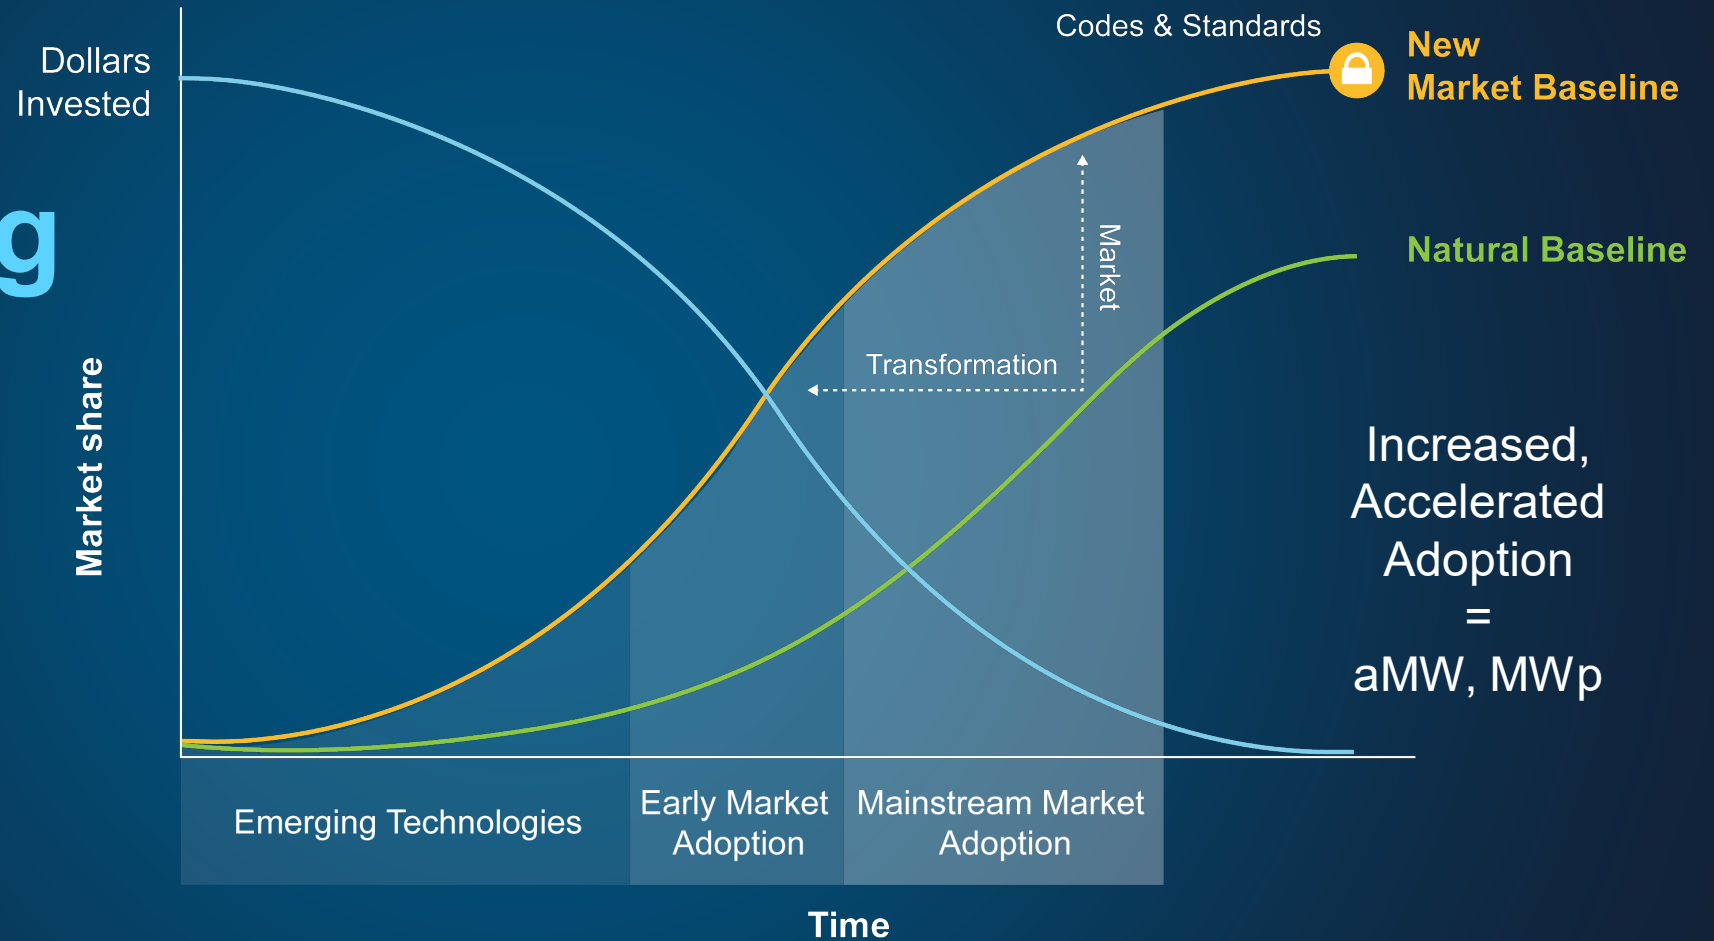 Codes & Standards
Dollars
Invested
New
Market Baseline
g
Natural Baseline
Market
Transformation
Market share
Increased,
Accelerated
Adoption
=
aMW, MWp
Emerging Technologies
Early Market
Adoption
Mainstream Market
Adoption
Time